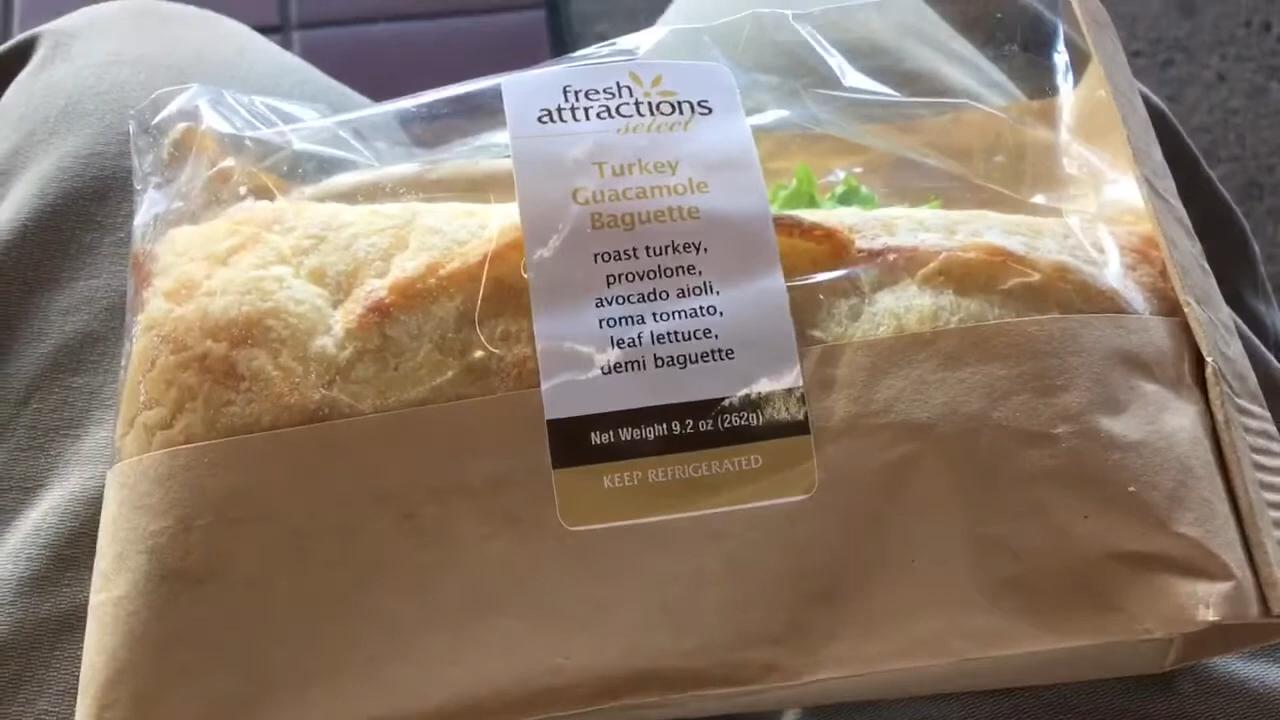 fresh
attractions
select
Turkey
Guacamole
Baguette
roast turkey,
provolone,
avocado aioli,
roma tomato,
leaf lettuce,
demi baguette
Net Weight 9.2 oz (262g)
KEEP REFRIGERATED